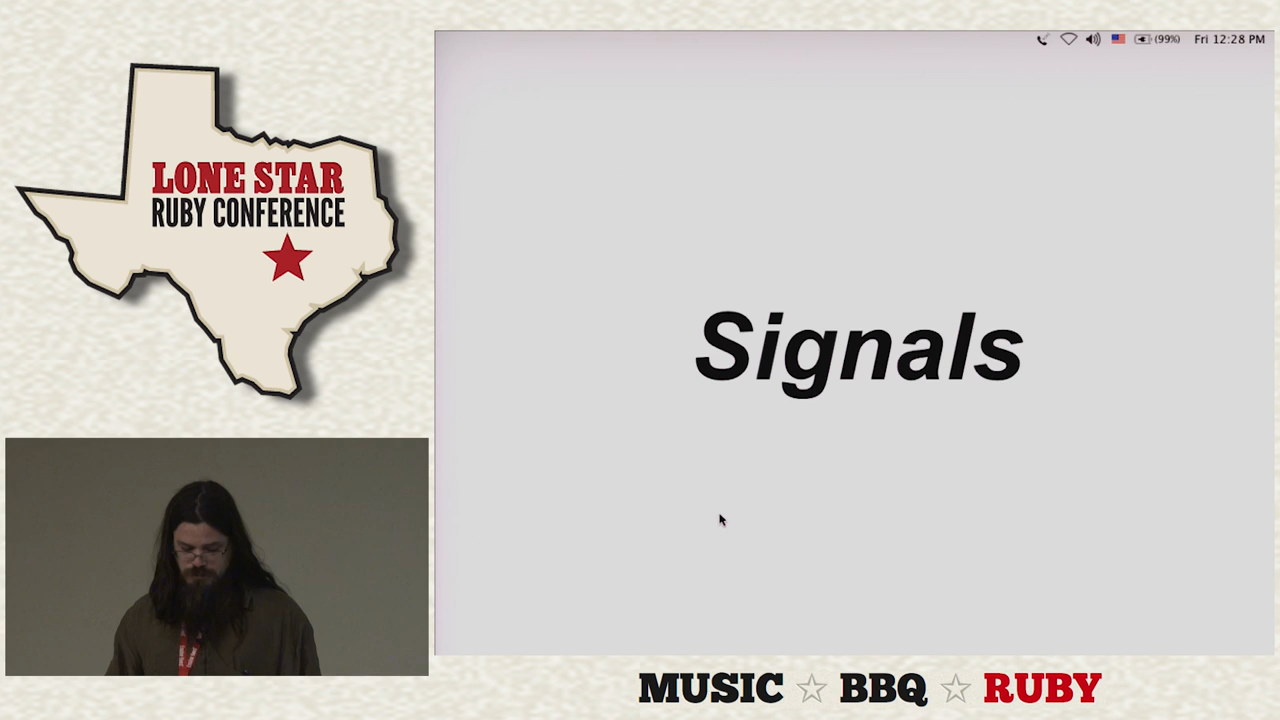 LONE STAR
RUBY CONFERENCE
(99%) Fri 12:28 PM
Signals
MUSIC ☆ BBQ ☆ RUBY